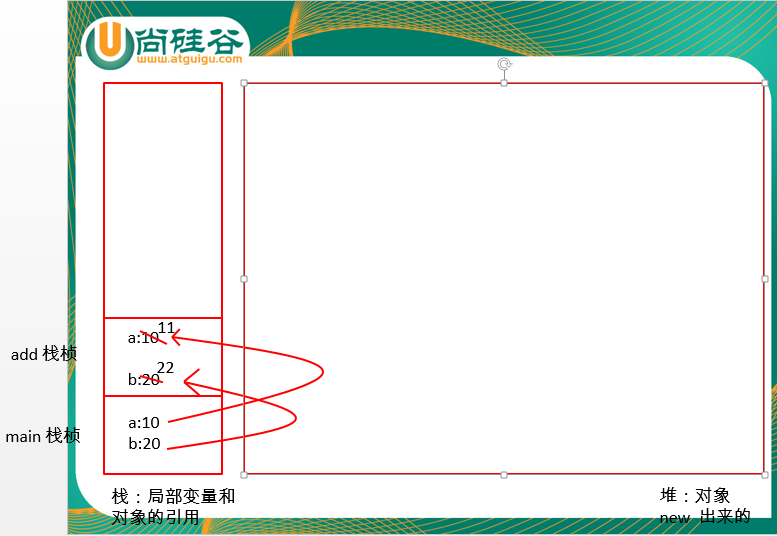 尚硅谷
www.atguigu.com
11
a:10
22
b:20
add 栈桢
a:10
b:20
main 栈桢
栈：局部变量和
对象的引用
堆：对象
new 出来的